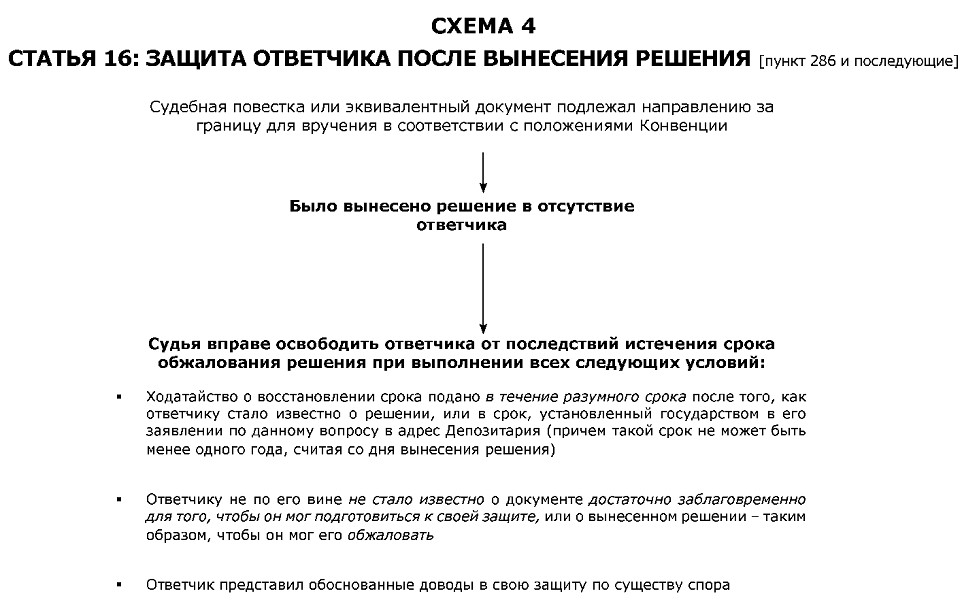 СХЕМА 4
СТАТЬЯ 16: ЗАЩИТА ОТВЕТЧИКА ПОСЛЕ ВЫНЕСЕНИЯ РЕШЕНИЯ [пункт 286 и последующие]
Судебная повестка или эквивалентный документ подлежал направлению за
границу для вручения в соответствии с положениями Конвенции
Было вынесено решение в отсутствие
ответчика
Судья вправе освободить ответчика от последствий истечения срока
обжалования решения при выполнении всех следующих условий:
▪ Ходатайство о восстановлении срока подано в течение разумного срока после того, как
ответчику стало известно о решении, или в срок, установленный государством в его
заявлении по данному вопросу в адрес Депозитария (причем такой срок не может быть
менее одного года, считая со дня вынесения решения)
▪ Ответчику не по его вине не стало известно о документе достаточно заблаговременно
для того, чтобы он мог подготовиться к своей защите, или о вынесенном решении – таким
образом, чтобы он мог его обжаловать
▪ Ответчик представил обоснованные доводы в свою защиту по существу спора